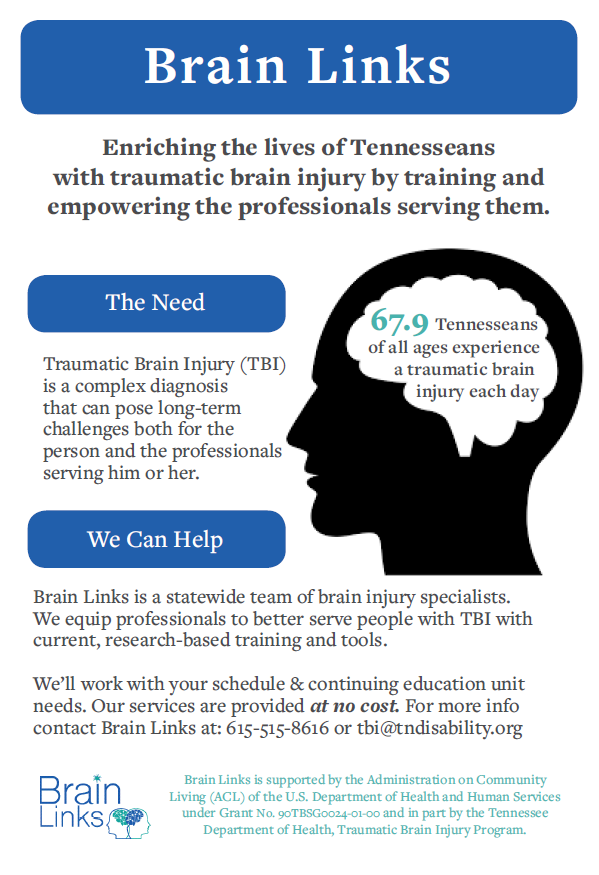 Brain Links
Enriching the lives of Tennesseans
with traumatic brain injury by training and
empowering the professionals serving them.
The Need
Traumatic Brain Injury (TBI)
is a complex diagnosis
that can pose long-term
challenges both for the
person and the professionals
serving him or her.
67.9 Tennesseans
of all ages experience
a traumatic brain
injury each day
We Can Help
Brain Links is a statewide team of brain injury specialists.
We equip professionals to better serve people with TBI with
current, research-based training and tools.
We’ll work with your schedule & continuing education unit
needs. Our services are provided at no cost. For more info
contact Brain Links at: 615-515-8616 or tbi@tndisability.org
Brain
Links
Brain Links is supported by the Administration on Community
Living (ACL) of the U.S. Department of Health and Human Services
under Grant No. 90TBSG0024-01-00 and in part by the Tennessee
Department of Health, Traumatic Brain Injury Program.